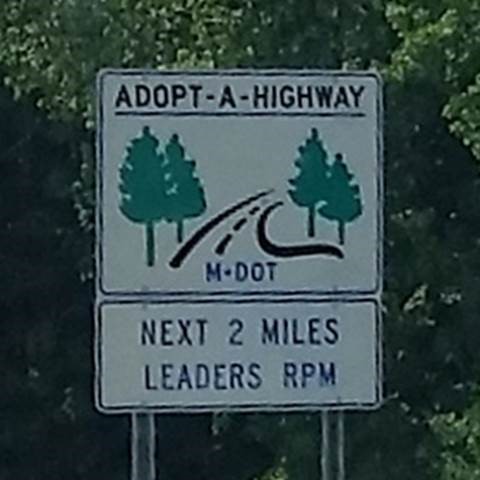 ADOPT-A-HIGHWAY
M•DOT
NEXT 2 MILES
LEADERS RPM